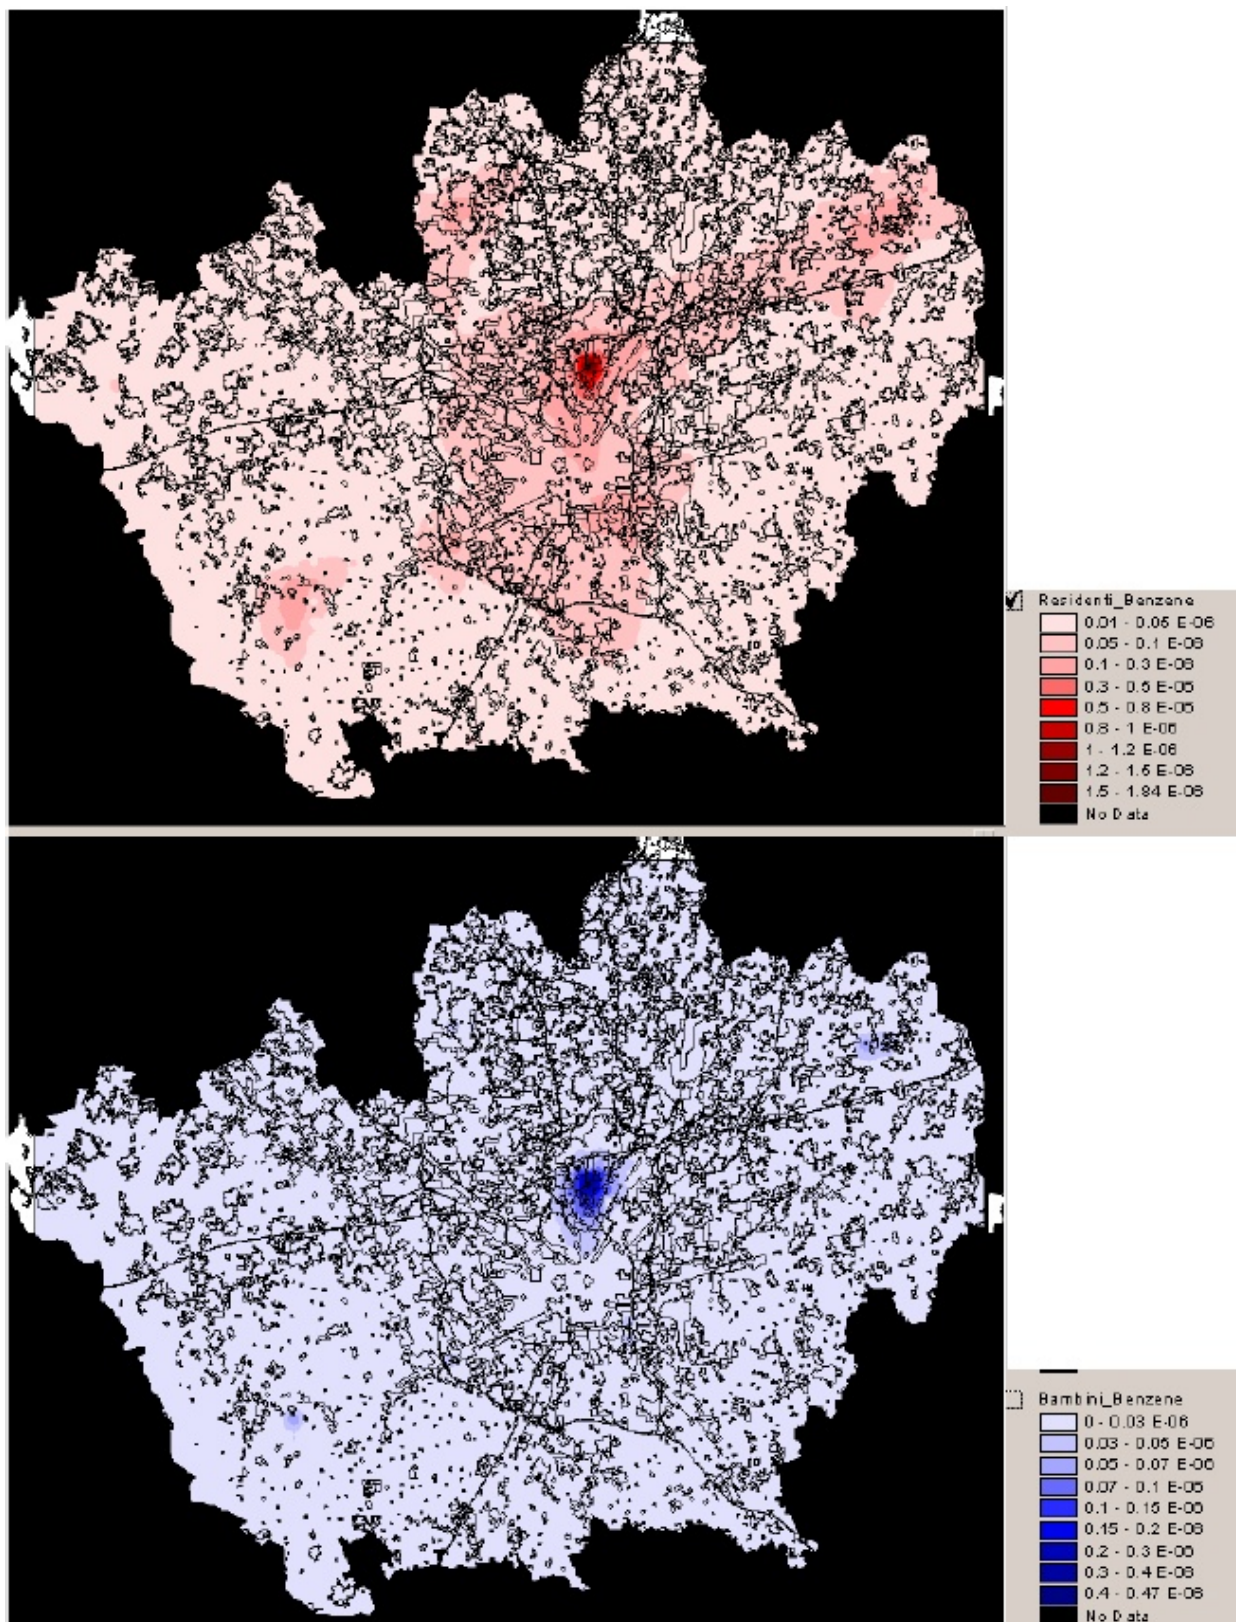 Residenti_Benzene
0.01 - 0.05 E-06
0.05 - 0.1 E-06
0.1 - 0.3 E-06
0.3 - 0.5 E-06
0.5 - 0.8 E-06
0.8 - 1 E-06
1 - 1.2 E-06
1.2 - 1.5 E-06
1.5 - 1.84 E-06
No Data
Bambini_Benzene
0 - 0.03 E-06
0.03 - 0.05 E-06
0.05 - 0.07 E-06
0.07 - 0.1 E-06
0.1 - 0.15 E-06
0.15 - 0.2 E-06
0.2 - 0.3 E-06
0.3 - 0.4 E-06
0.4 - 0.47 E-06
No Data